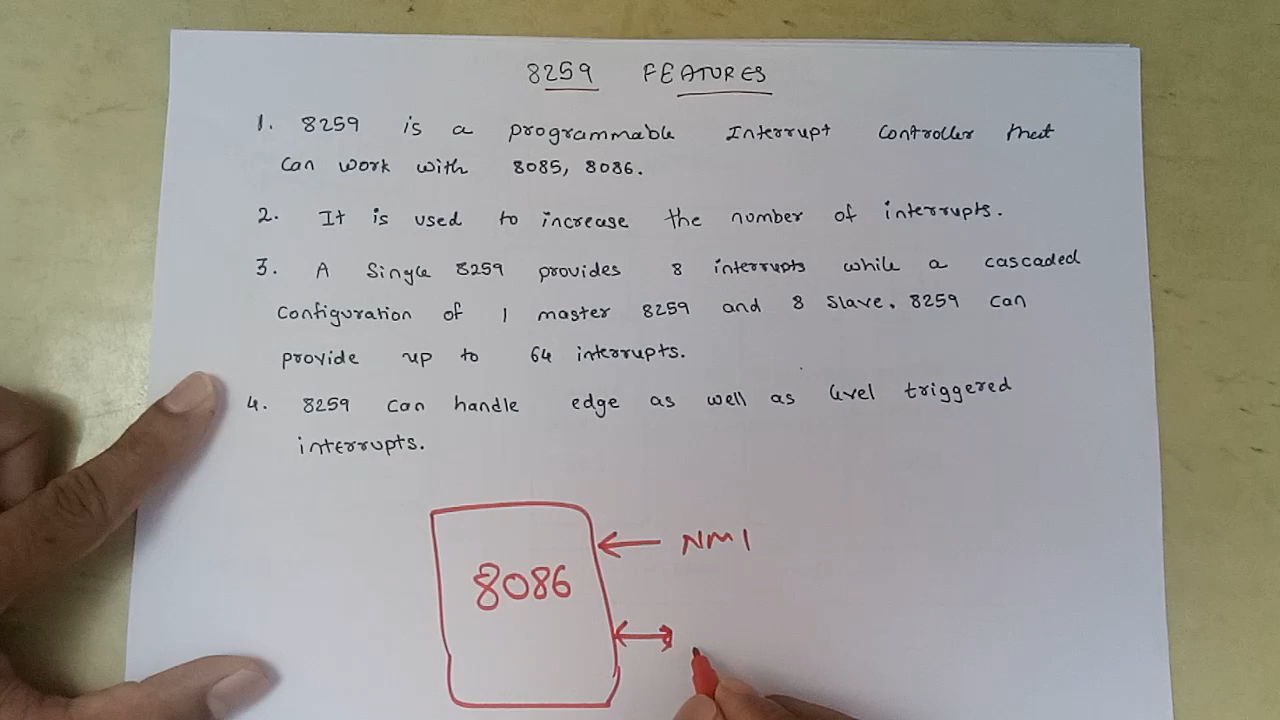 8259 FEATURES
1. 8259 is a programmable Interrupt Controller that
Can work with 8085, 8086.
2. It is used to increase the number of interrupts.
3. A Single 8259 provides 8 interrupts while a cascaded
Configuration of 1 master 8259 and 8 Slave. 8259 can
provide up to 64 interrupts.
4. 8259 Can handle edge as well as level triggered
interrupts.
NMI
8086